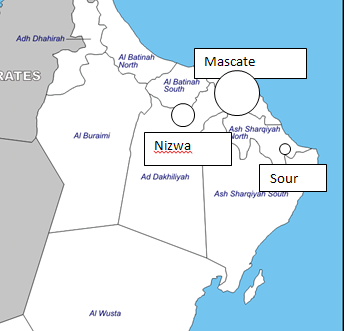 Adh Dhahirah
Mascate
Al Batinah
North
RATES
Al Batinah
South
Ash Sharqiyah
North
Al Buraimi
Nizwa
Ad Dakhiliyah
Sour
Ash Sharqiyah South
Al Wusta